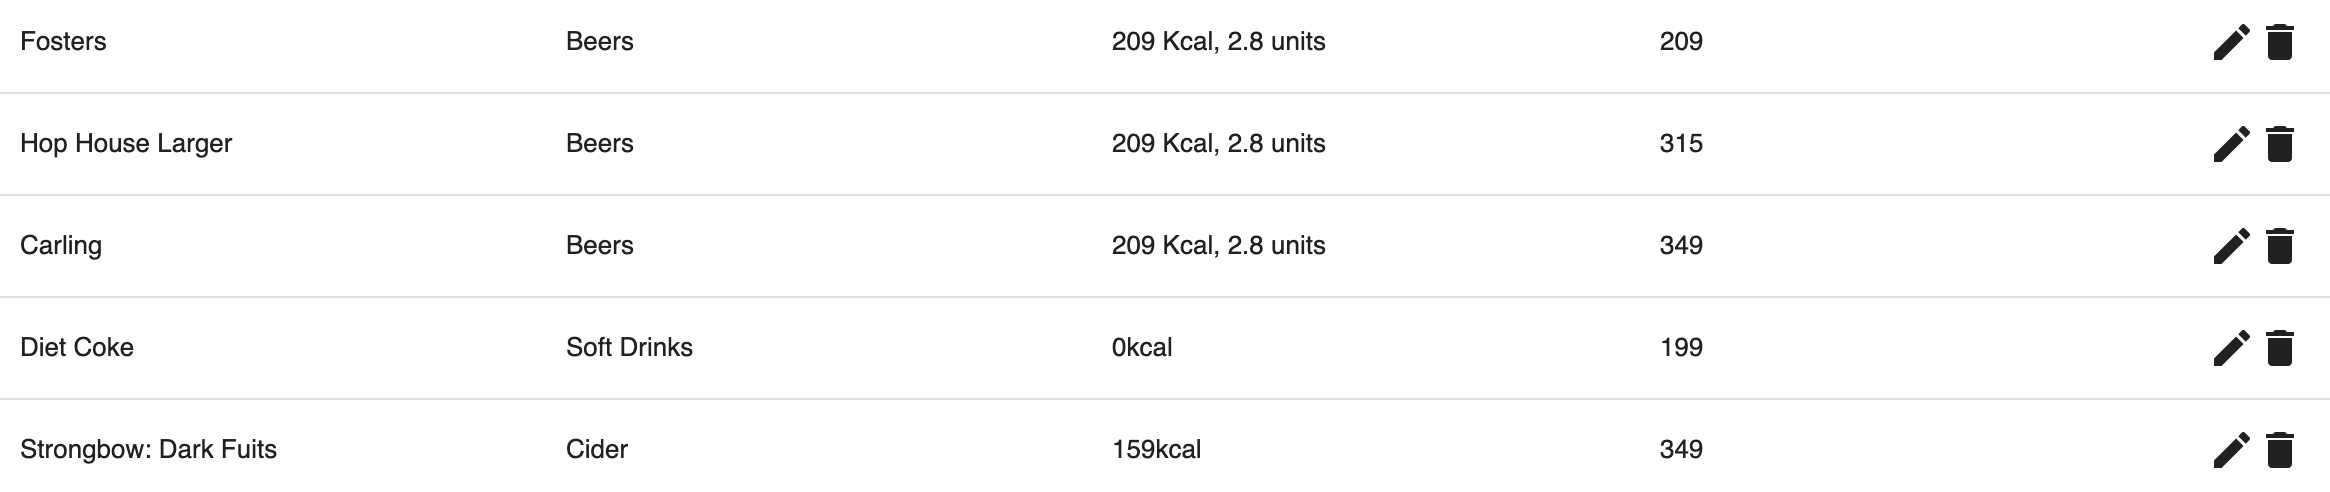 Fosters Beers 209 Kcal, 2.8 units 209
Hop House Larger Beers 209 Kcal, 2.8 units 315
Carling Beers 209 Kcal, 2.8 units 349
Diet Coke Soft Drinks 0kcal 199
Strongbow: Dark Fuits Cider 159kcal 349